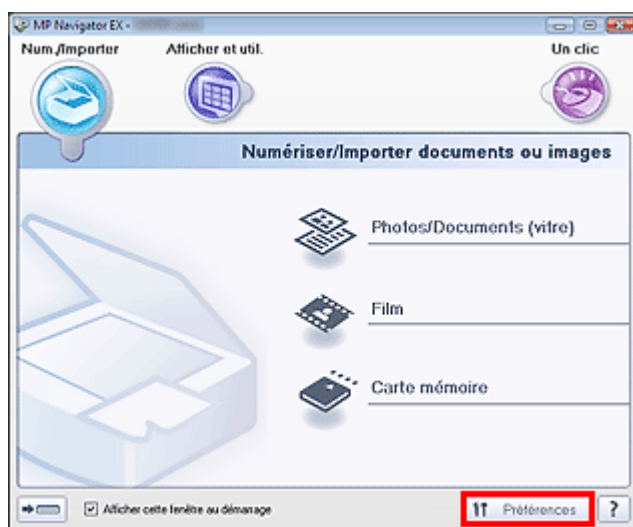 MP Navigator EX -
Num./Importer
Afficher et util.
Un clic
Numériser/Importer documents ou images
Photos/Documents (vitre)
Film
Carte mémoire
Afficher cette fenêtre au démarrage
Préférences
?